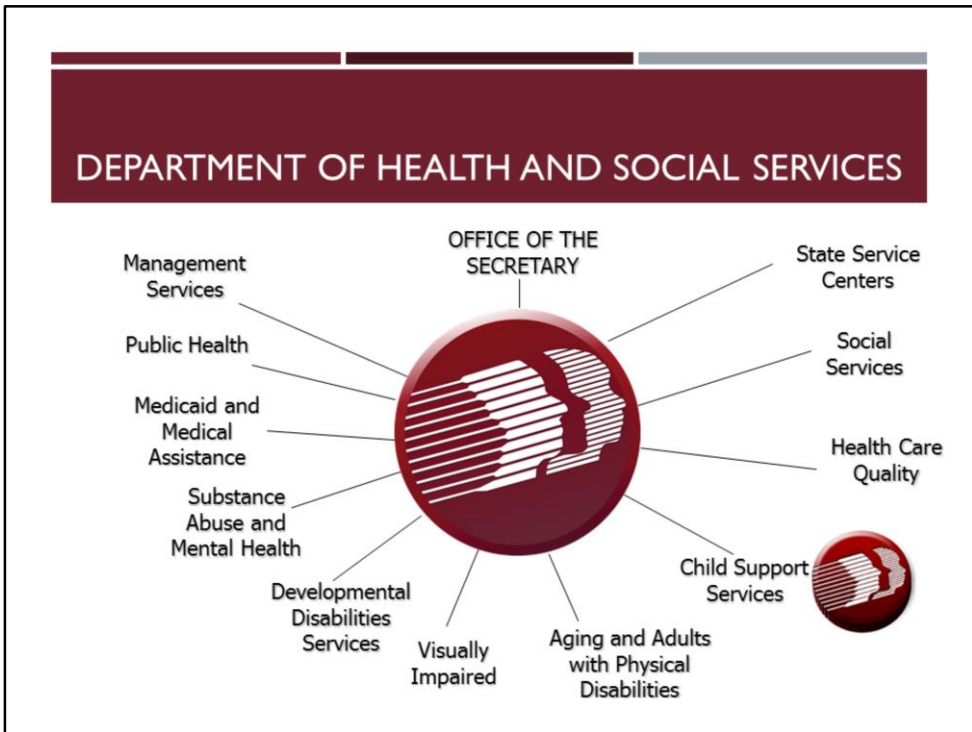 DEPARTMENT OF HEALTH AND SOCIAL SERVICES
OFFICE OF THE
SECRETARY
Management
Services
Public Health
Medicaid and
Medical
Assistance
Substance
Abuse and
Mental Health
Developmental
Disabilities
Services
Visually
Impaired
Aging and Adults
with Physical
Disabilities
Child Support
Services
Health Care
Quality
Social
Services
State Service
Centers